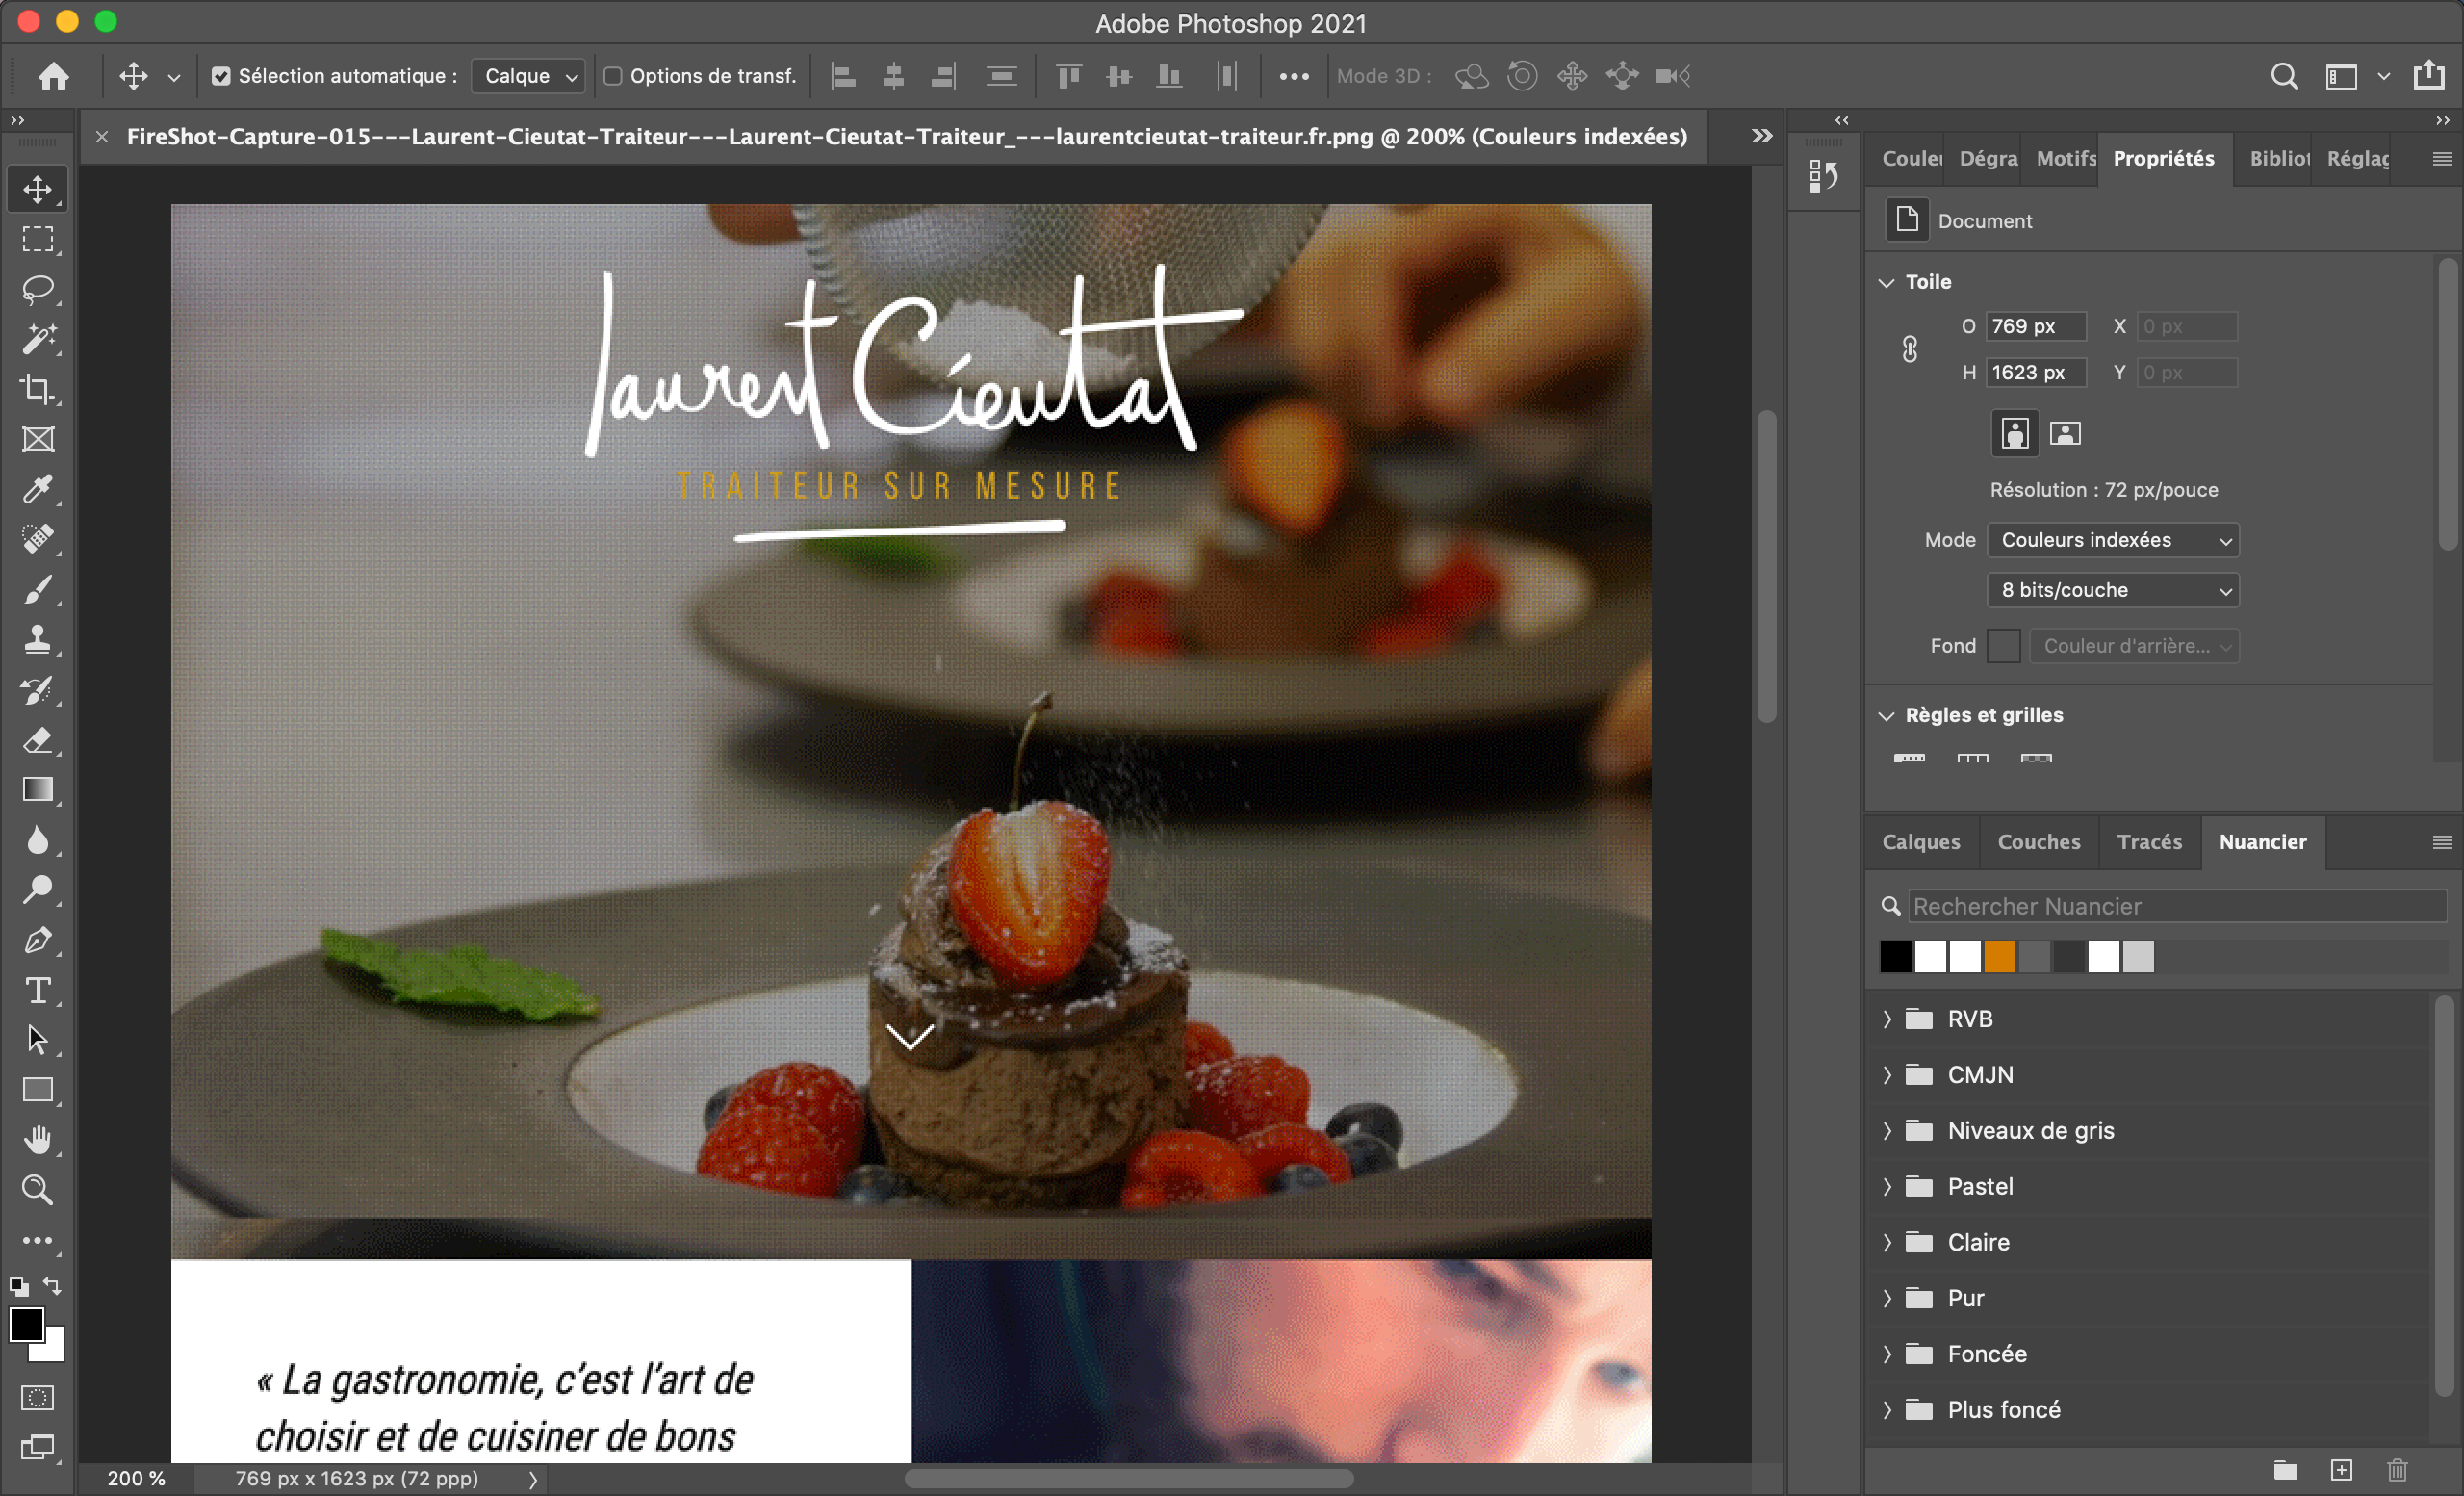 Adobe Photoshop 2021
Sélection automatique : Calque Options de transf. Mode 3D :
FireShot-Capture-015---Laurent-Cieutat-Traiteur---Laurent-Cieutat-Traiteur_---laurentcieutat-traiteur.fr.png @ 200% (Couleurs indexées)
Coule Dégra Motifs Propriétés Bibliot Réglag
Document
Toile
O 769 px X 0 px
H 1623 px Y 0 px
Résolution : 72 px/pouce
Mode Couleurs indexées
8 bits/couche
Fond Couleur d'arrière...
Règles et grilles
Calques Couches Tracés Nuancier
Rechercher Nuancier
RVB
CMJN
Niveaux de gris
Pastel
Claire
Pur
Foncée
Plus foncé
laurent Cieutat
TRAITEUR SUR MESURE
« La gastronomie, c’est l’art de
choisir et de cuisiner de bons
200 % 769 px x 1623 px (72 ppp)